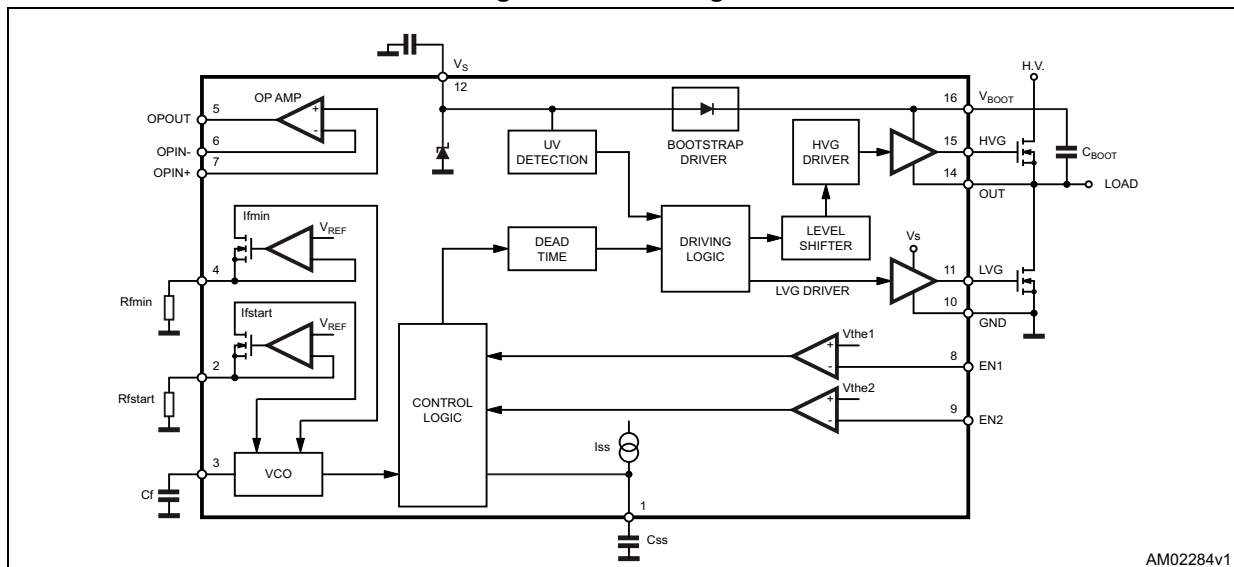 H.V.
VS
12
16
VBOOT
OP AMP
5
OPOUT
+
-
6
OPIN-
7
OPIN+
UV
DETECTION
BOOTSTRAP
DRIVER
HVG
DRIVER
15
HVG
CBOOT
14
OUT
LOAD
Ifmin
VREF
4
Rfmin
DEAD
TIME
DRIVING
LOGIC
LEVEL
SHIFTER
Vs
11
LVG
LVG DRIVER
10
GND
Ifstart
VREF
2
Rfstart
CONTROL
LOGIC
Vthe1
+
-
8
EN1
Vthe2
+
-
9
EN2
Iss
3
VCO
Cf
1
Css
AM02284v1